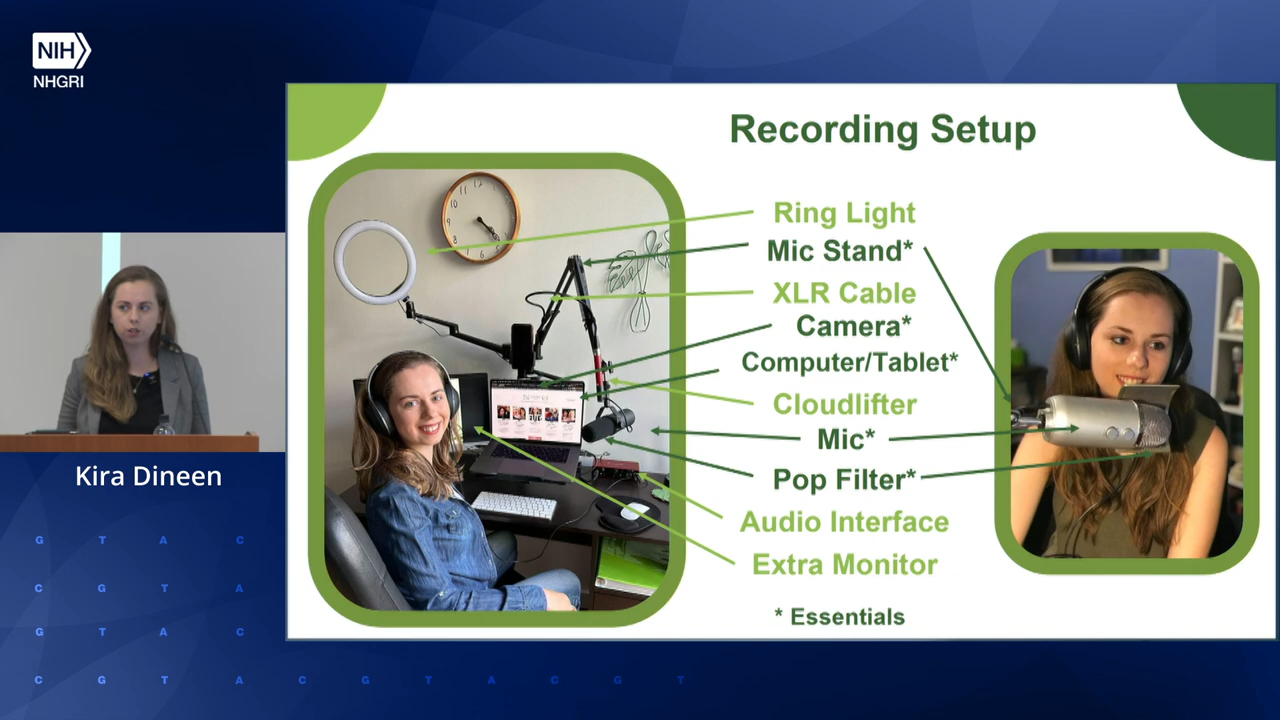 NIH
NHGRI
Recording Setup
Ring Light
Mic Stand*
XLR Cable
Camera*
Computer/Tablet*
Cloudlifter
Mic*
Pop Filter*
Audio Interface
Extra Monitor
* Essentials
Kira Dineen
G T A C
C G T A
G T A C
C G T A C G T A C G T